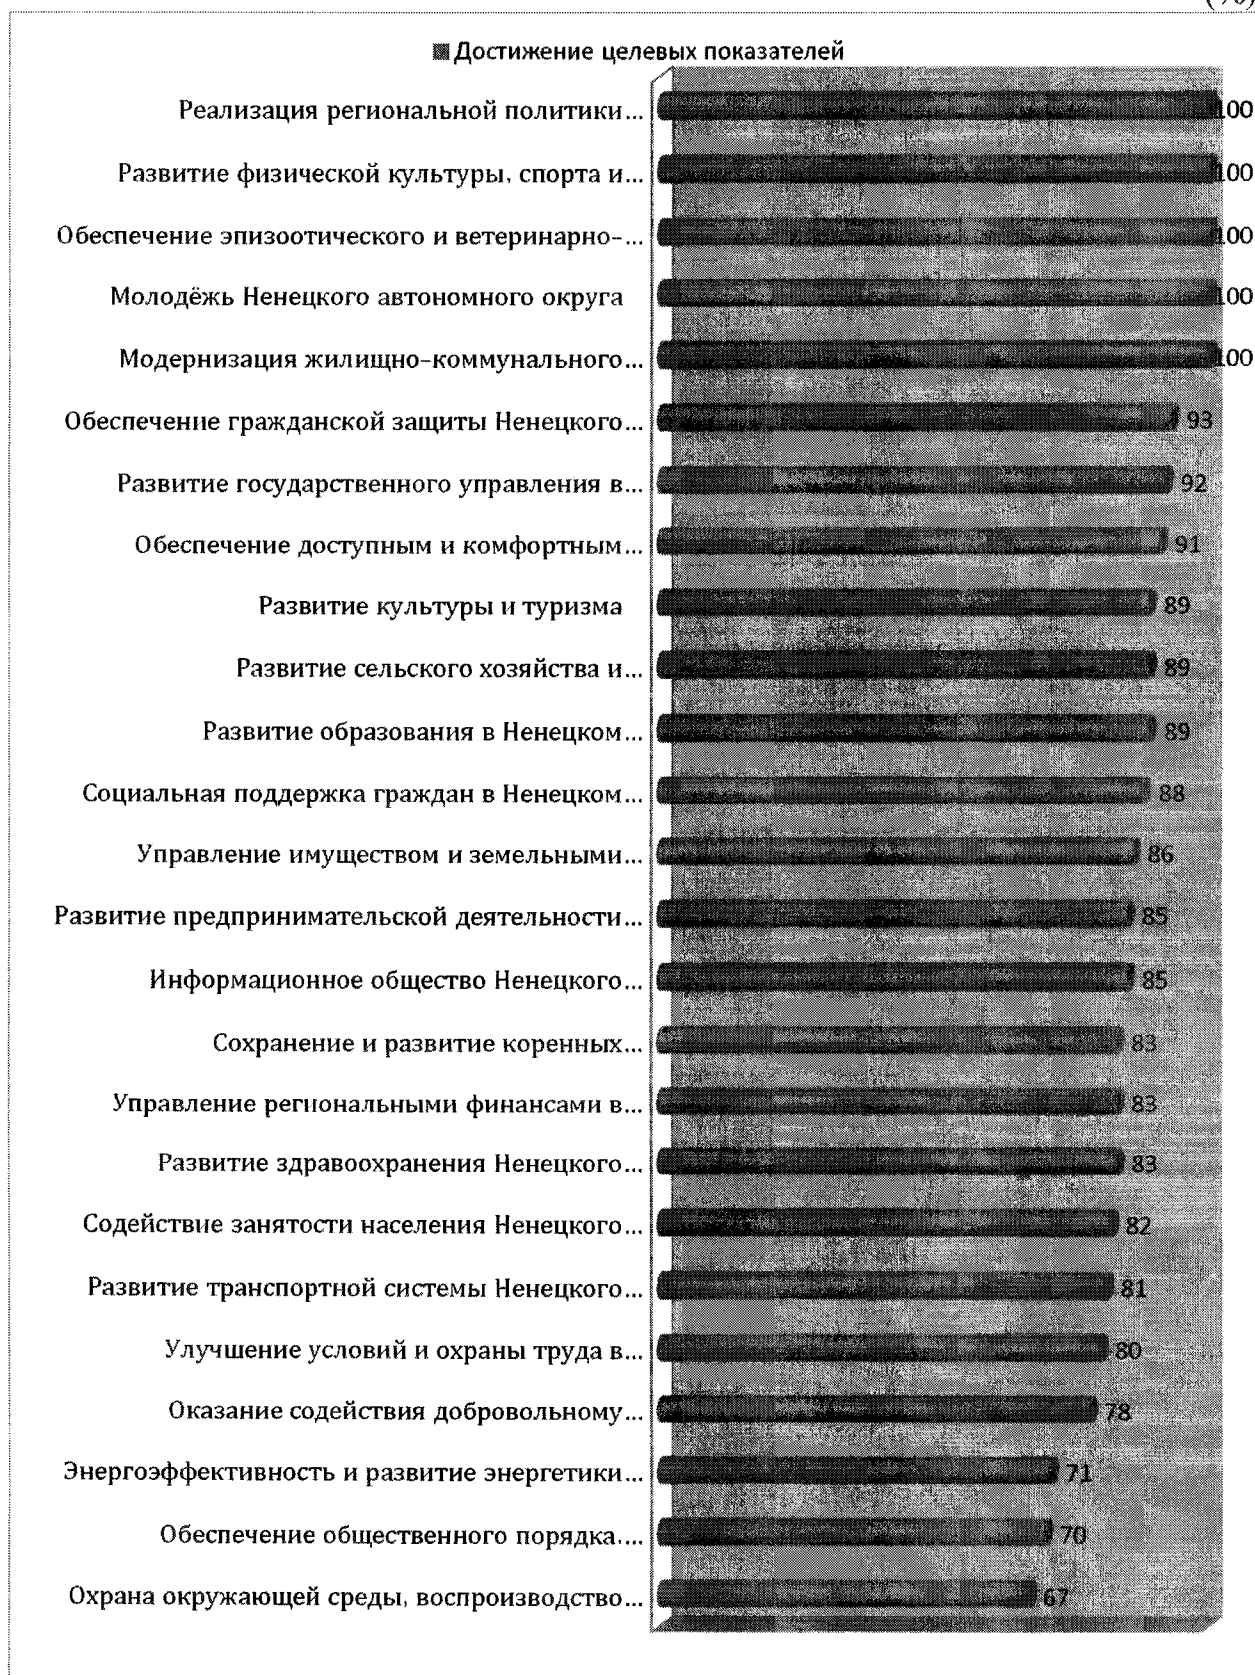 (%)
Достижение целевых показателей
Реализация региональной политики... 100
Развитие физической культуры, спорта и... 100
Обеспечение эпизоотического и ветеринарно-... 100
Молодёжь Ненецкого автономного округа 100
Модернизация жилищно-коммунального... 100
Обеспечение гражданской защиты Ненецкого... 93
Развитие государственного управления в... 92
Обеспечение доступным и комфортным... 91
Развитие культуры и туризма 89
Развитие сельского хозяйства и... 89
Развитие образования в Ненецком... 89
Социальная поддержка граждан в Ненецком... 88
Управление имуществом и земельными... 86
Развитие предпринимательской деятельности... 85
Информационное общество Ненецкого... 85
Сохранение и развитие коренных... 83
Управление региональными финансами в... 83
Развитие здравоохранения Ненецкого... 83
Содействие занятости населения Ненецкого... 82
Развитие транспортной системы Ненецкого... 81
Улучшение условий и охраны труда в... 80
Оказание содействия добровольному... 78
Энергоэффективность и развитие энергетики... 71
Обеспечение общественного порядка,... 70
Охрана окружающей среды, воспроизводство... 67